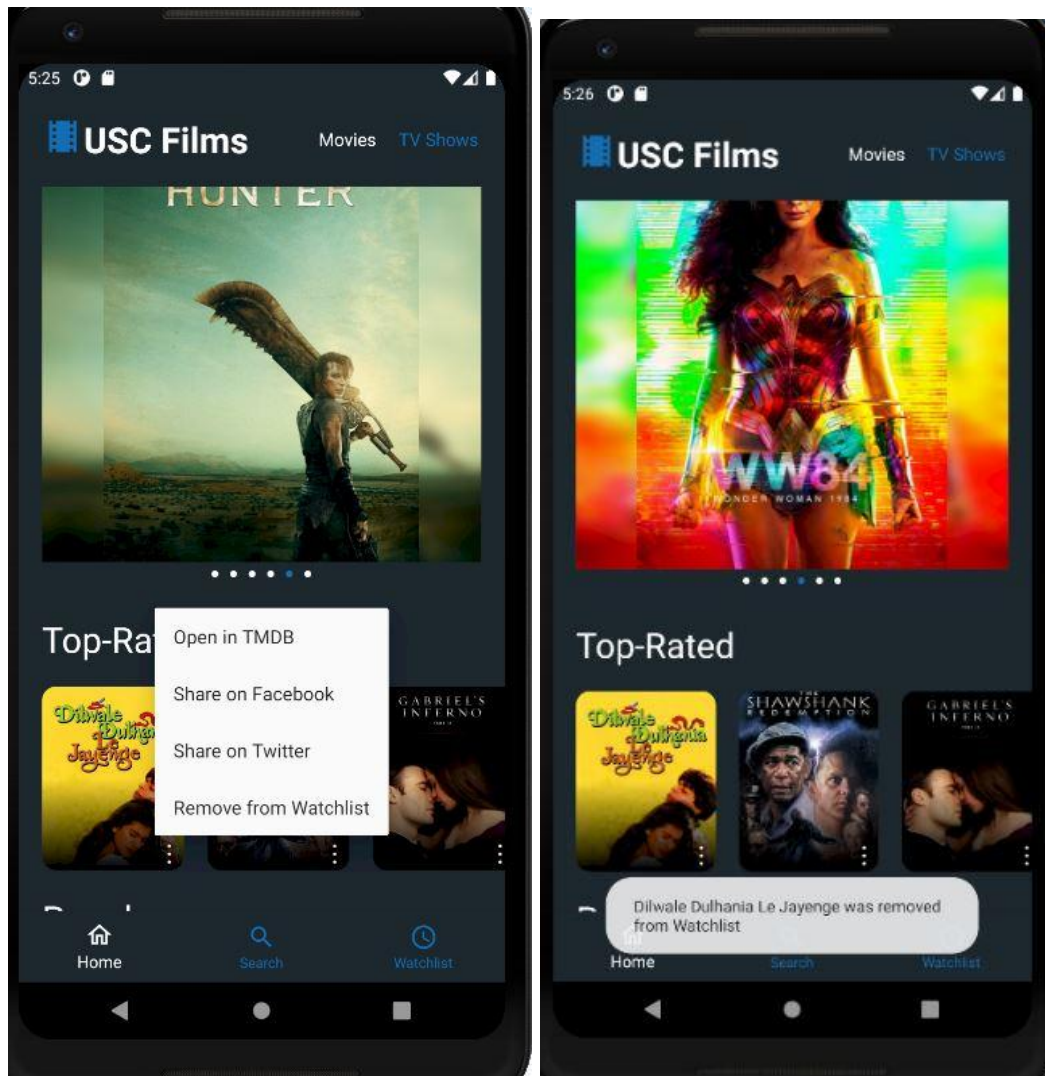 5:25
USC Films
Movies
TV Shows
HUNTER
Top-Ra
Open in TMDB
Share on Facebook
Share on Twitter
Remove from Watchlist
Dilwale
Dulhan
Le
Jayenge
GABRIEL'S
INFERNO
Home
Search
Watchlist
5:26
USC Films
Movies
TV Shows
WW84
WONDER WOMAN 1984
Top-Rated
Dilwale
Dulhania
Le
Jayenge
THE
SHAWSHANK
REDEMPTION
GABRIEL'S
INFERNO
Dilwale Dulhania Le Jayenge was removed
from Watchlist
Home
Search
Watchlist